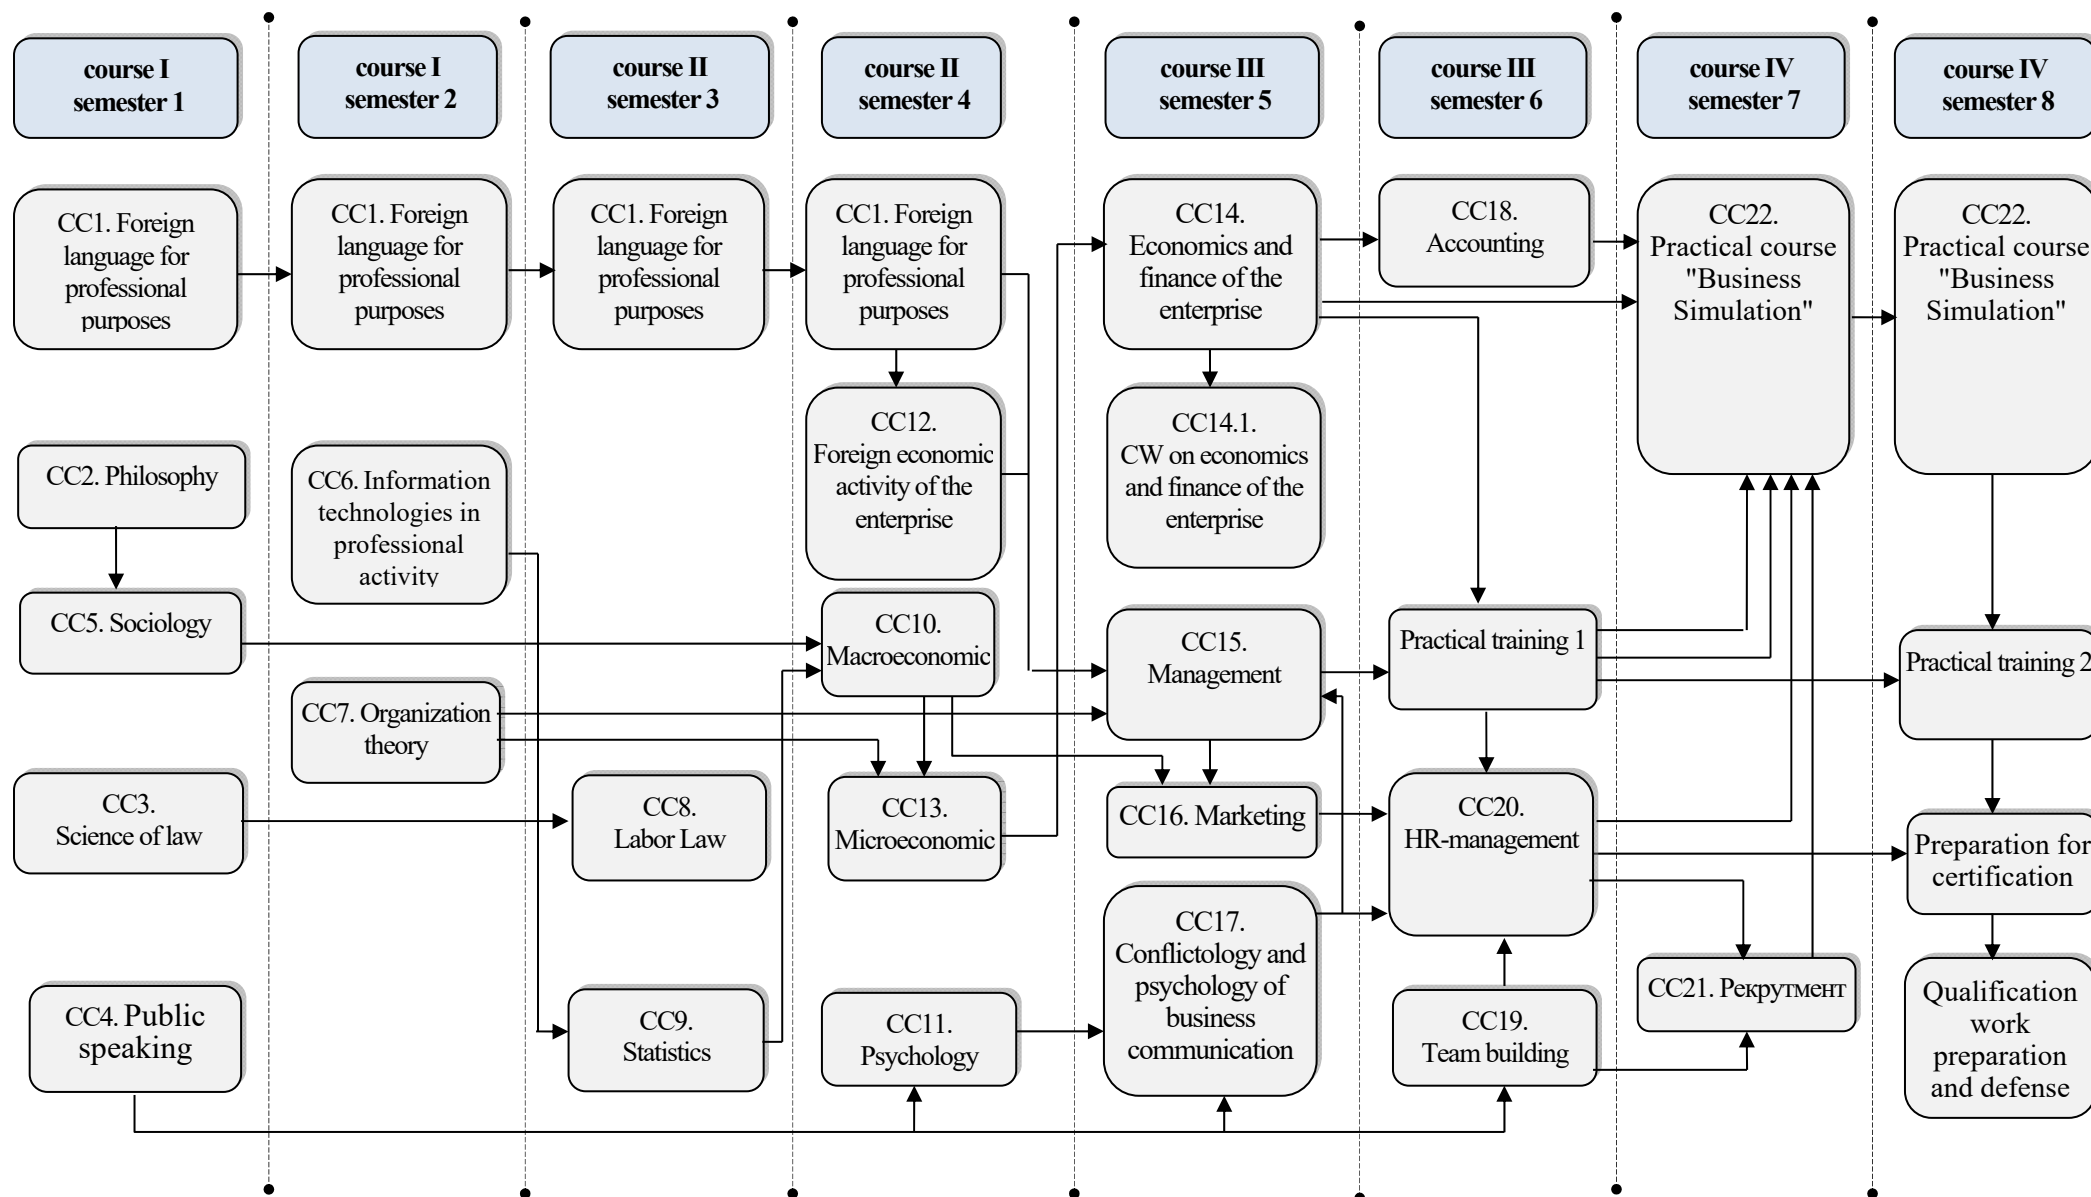 course I
semester 1
course I
semester 2
course II
semester 3
course II
semester 4
course III
semester 5
course III
semester 6
course IV
semester 7
course IV
semester 8
CC1. Foreign
language for
professional
purposes
CC2. Philosophy
CC5. Sociology
CC3.
Science of law
CC4. Public
speaking
CC1. Foreign
language for
professional
purposes
CC6. Information
technologies in
professional
activity
CC7. Organization
theory
CC1. Foreign
language for
professional
purposes
CC8.
Labor Law
CC9.
Statistics
CC1. Foreign
language for
professional
purposes
CC12.
Foreign economic
activity of the
enterprise
CC10.
Macroeconomic
CC13.
Microeconomic
CC11.
Psychology
CC14.
Economics and
finance of the
enterprise
CC14.1.
CW on economics
and finance of the
enterprise
CC15.
Management
CC16. Marketing
CC17.
Conflictology and
psychology of
business
communication
CC18.
Accounting
Practical training 1
CC20.
HR-management
CC19.
Team building
CC22.
Practical course
"Business
Simulation"
CC21. Рекрутмент
CC22.
Practical course
"Business
Simulation"
Practical training 2
Preparation for
certification
Qualification
work
preparation
and defense